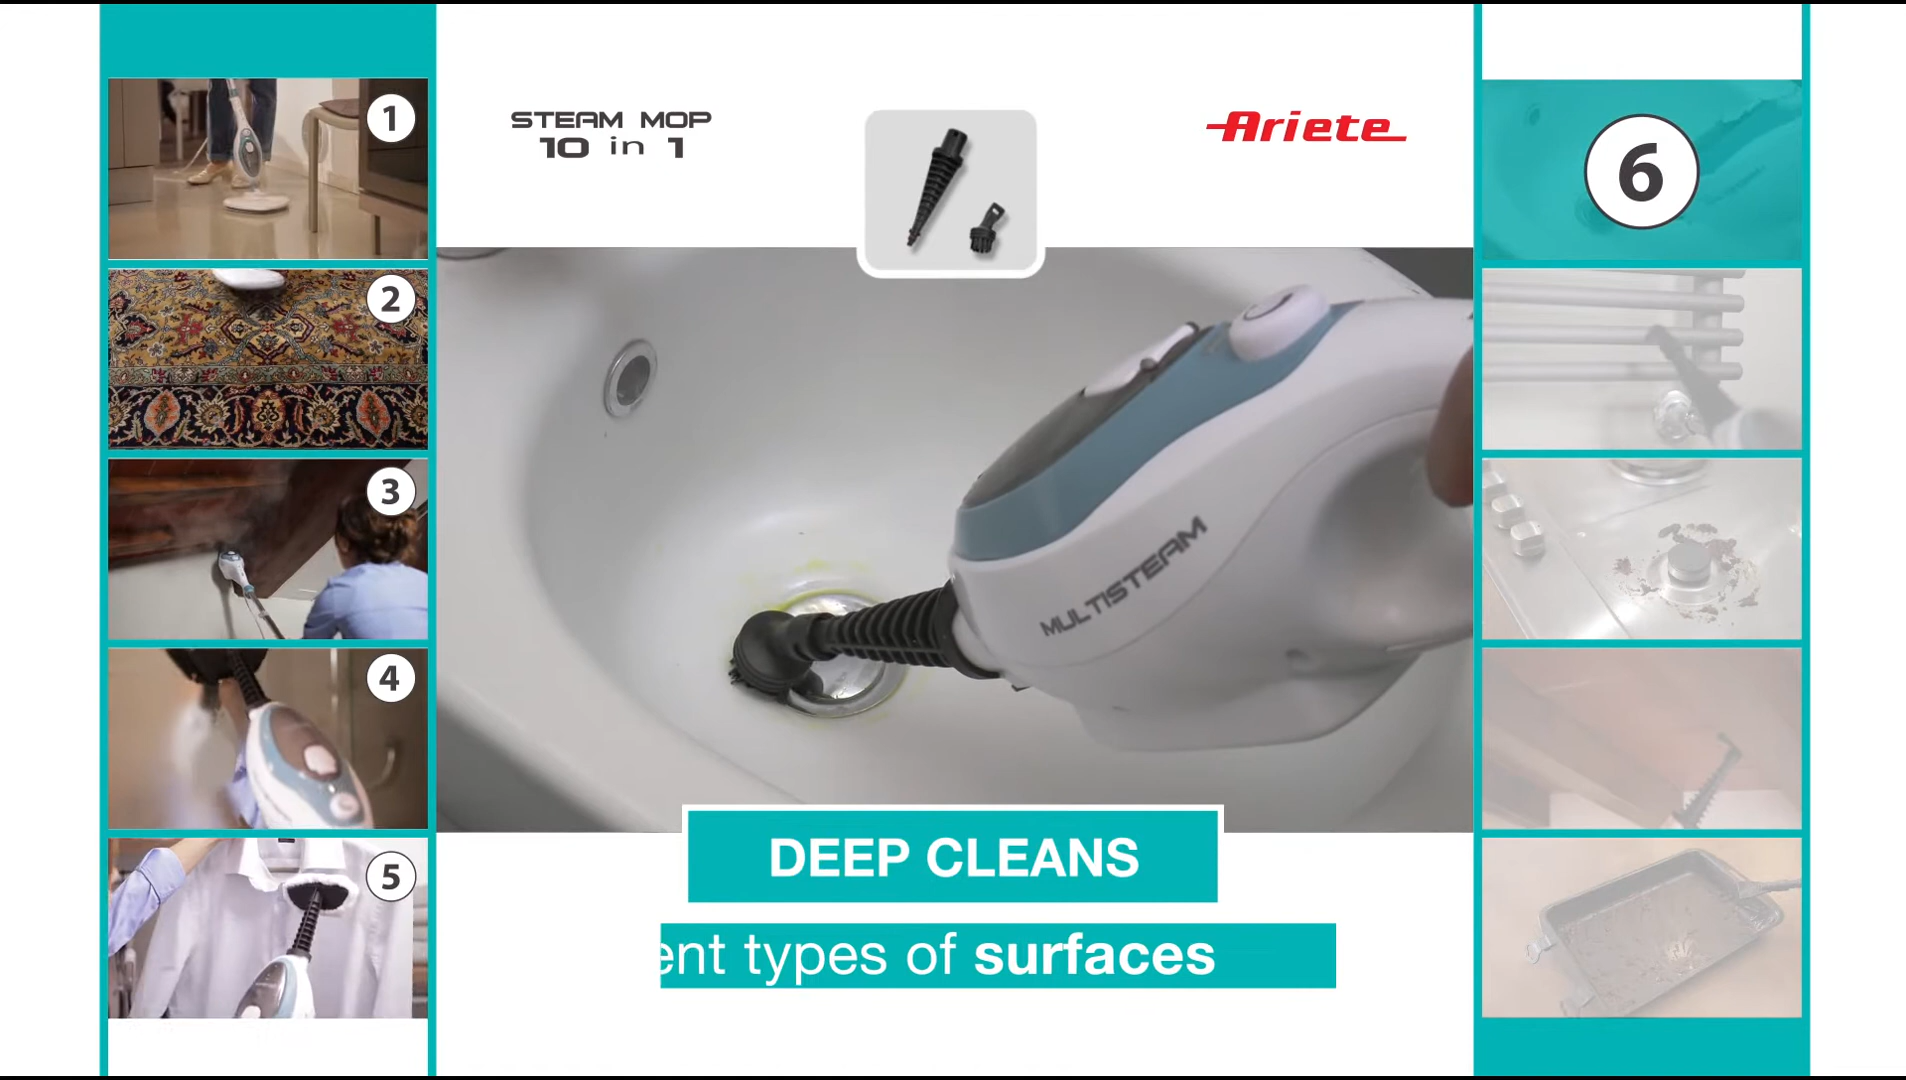 1
2
3
4
5
STEAM MOP
10 in 1
Ariete
MULTISTEAM
DEEP CLEANS
ent types of surfaces
6